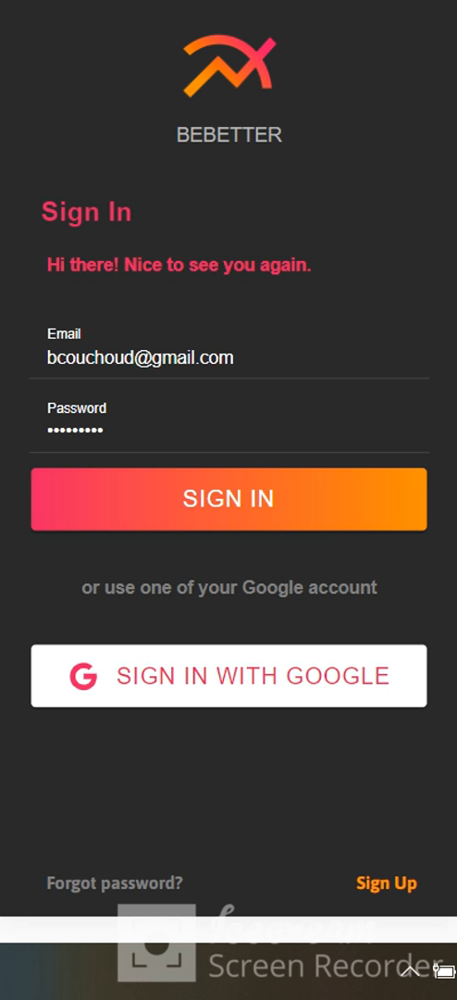 BEBETTER
Sign In
Hi there! Nice to see you again.
Email
bcouchoud@gmail.com
Password
•••••••••
SIGN IN
or use one of your Google account
G SIGN IN WITH GOOGLE
Forgot password?
Sign Up
Screen Recorder